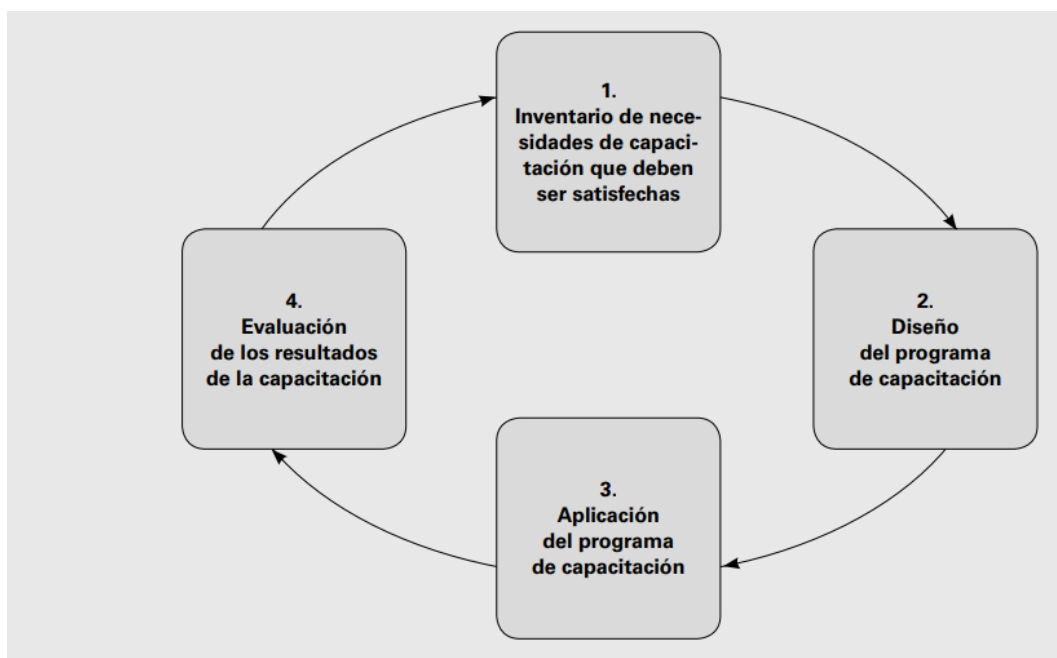 1.
Inventario de nece-
sidades de capaci-
tación que deben
ser satisfechas
2.
Diseño
del programa
de capacitación
3.
Aplicación
del programa
de capacitación
4.
Evaluación
de los resultados
de la capacitación